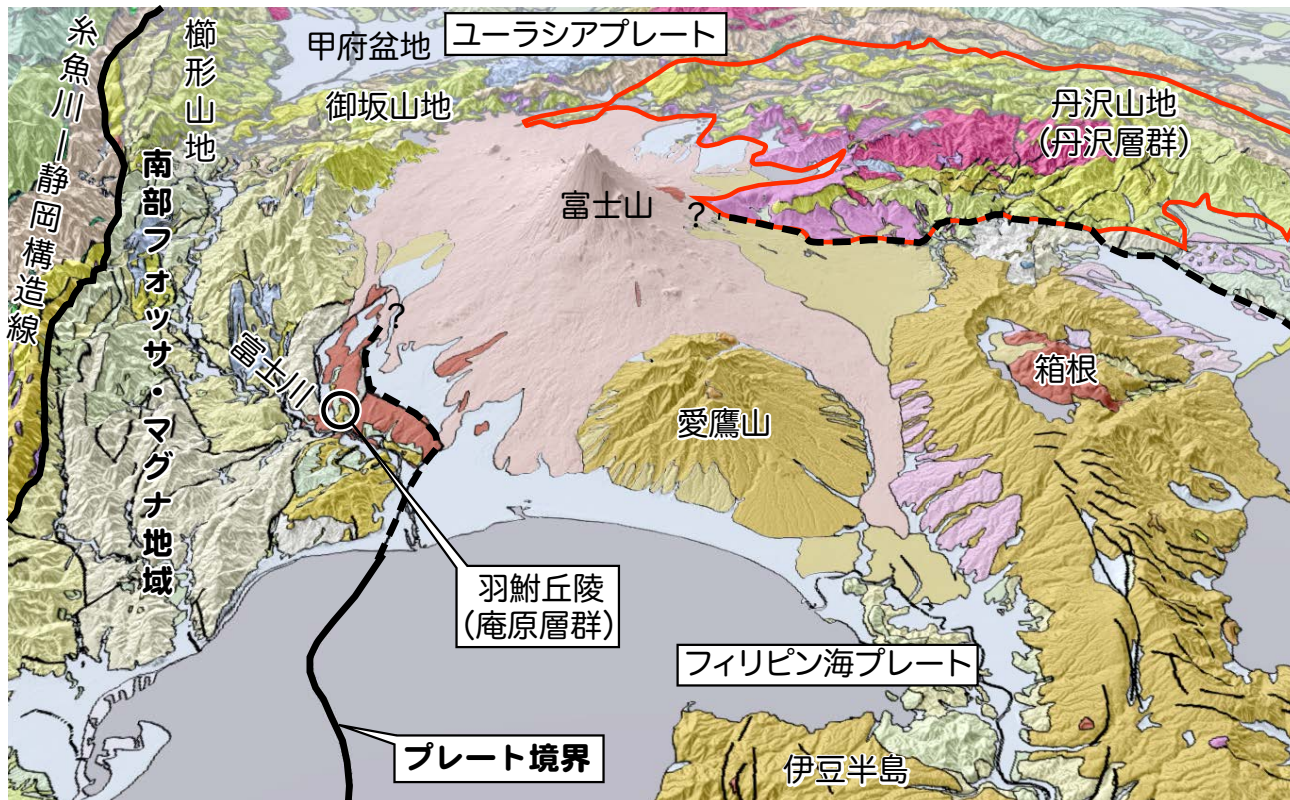 糸魚川—静岡構造線
櫛形山地
甲府盆地
ユーラシアプレート
御坂山地
丹沢山地
(丹沢層群)
南部フォッサ・マグナ地域
富士山
?
?
富士川
箱根
愛鷹山
羽鮒丘陵
(庵原層群)
フィリピン海プレート
プレート境界
伊豆半島